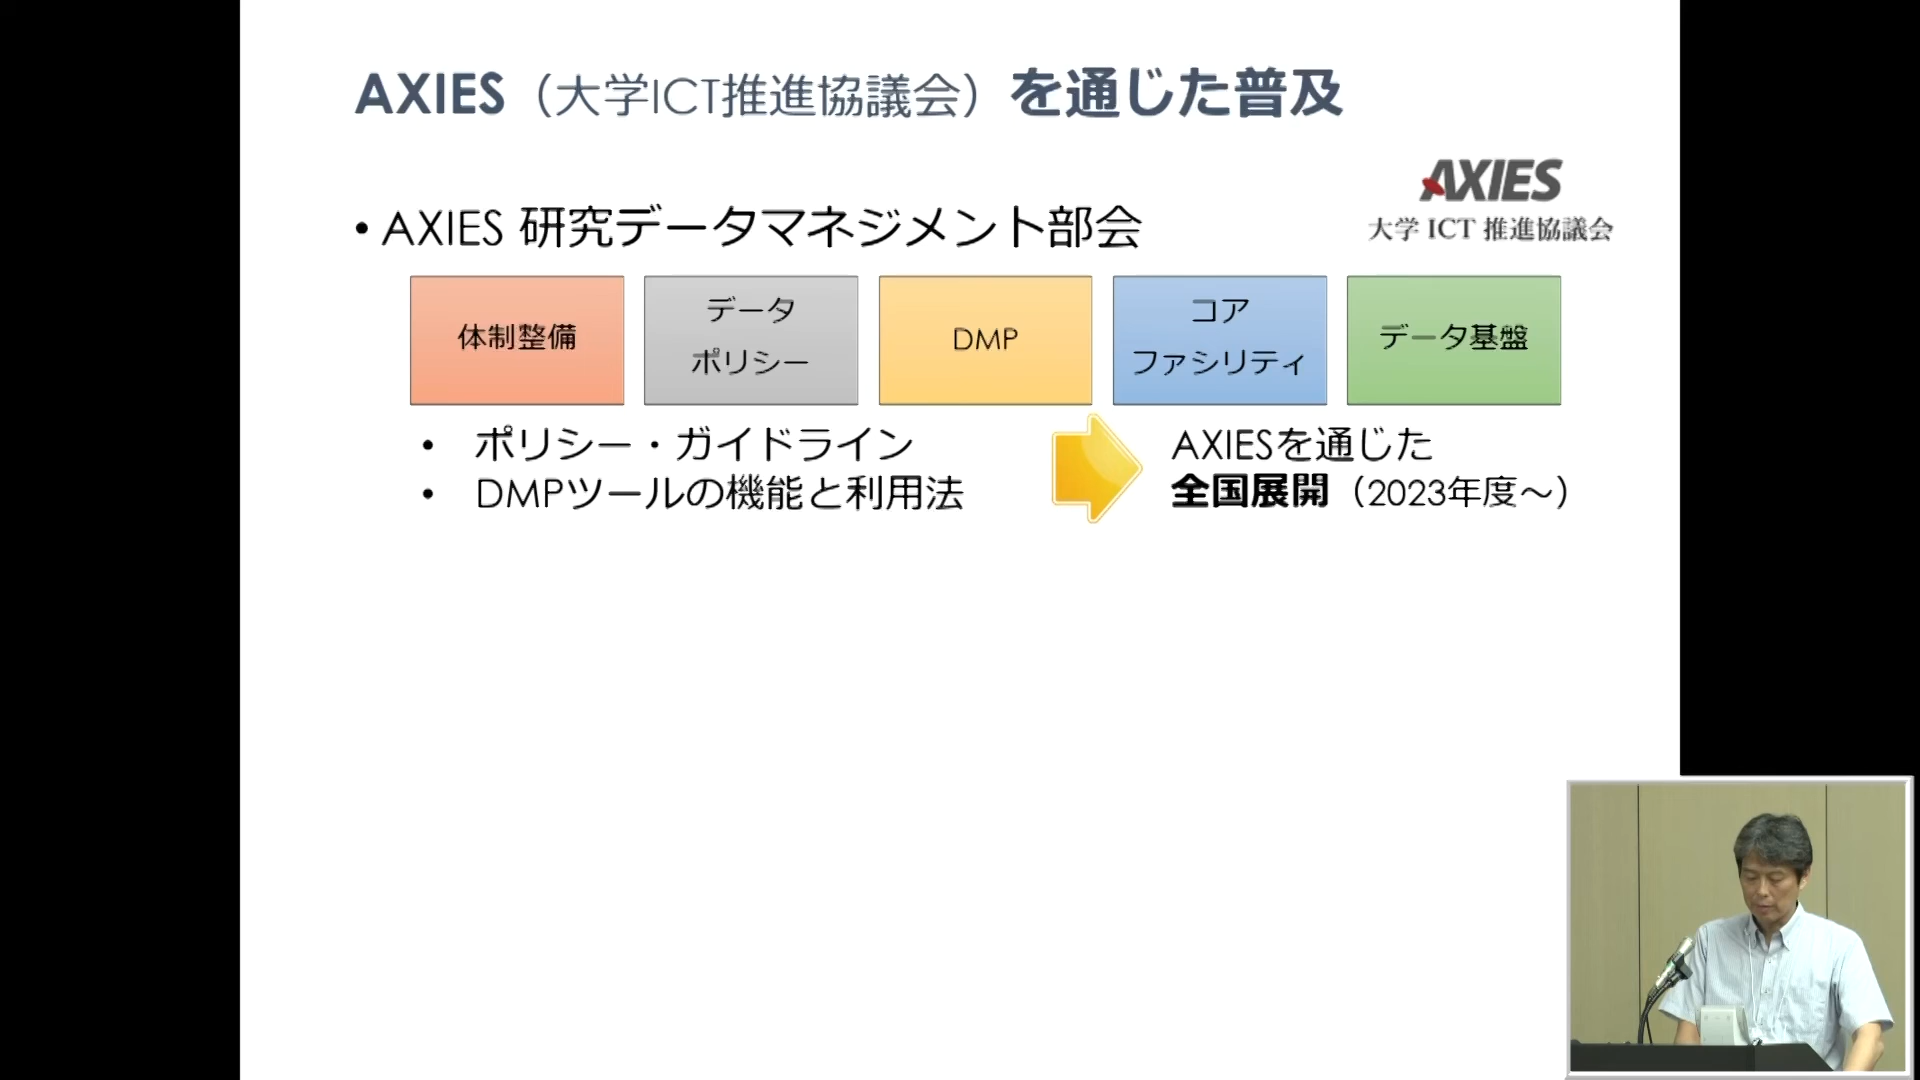 AXIES（大学ICT推進協議会）を通じた普及
AXIES
大学 ICT 推進協議会
• AXIES 研究データマネジメント部会
体制整備
データ
ポリシー
DMP
コア
ファシリティ
データ基盤
• ポリシー・ガイドライン
• DMPツールの機能と利用法
AXIESを通じた
全国展開（2023年度～）